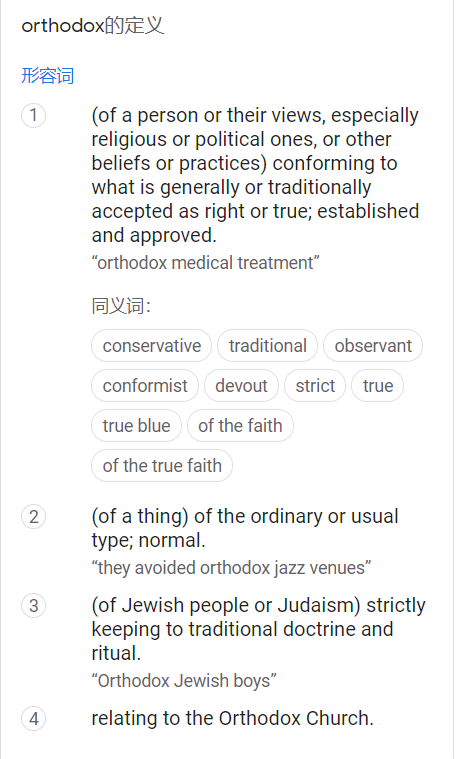 orthodox的定义
形容词
1
(of a person or their views, especially
religious or political ones, or other
beliefs or practices) conforming to
what is generally or traditionally
accepted as right or true; established
and approved.
“orthodox medical treatment”
同义词：
conservative traditional observant
conformist devout strict true
true blue of the faith
of the true faith
2
(of a thing) of the ordinary or usual
type; normal.
“they avoided orthodox jazz venues”
3
(of Jewish people or Judaism) strictly
keeping to traditional doctrine and
ritual.
“Orthodox Jewish boys”
4
relating to the Orthodox Church.